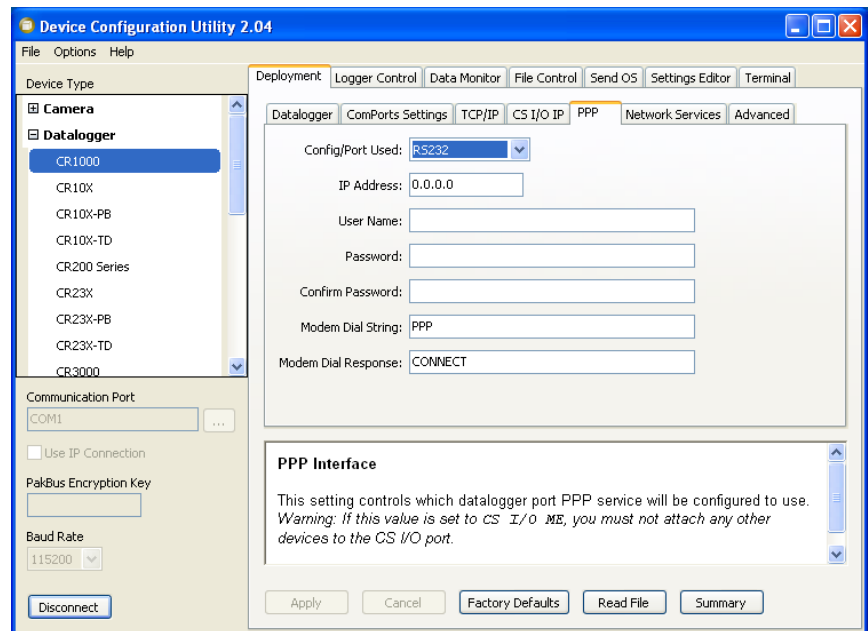 Device Configuration Utility 2.04
File Options Help
Device Type
Camera
Datalogger
CR1000
CR10X
CR10X-PB
CR10X-TD
CR200 Series
CR23X
CR23X-PB
CR23X-TD
CR3000
Communication Port
COM1
...
Use IP Connection
PakBus Encryption Key
Baud Rate
115200
Disconnect
Deployment Logger Control Data Monitor File Control Send OS Settings Editor Terminal
Datalogger ComPorts Settings TCP/IP CS I/O IP PPP Network Services Advanced
Config/Port Used: RS232
IP Address: 0.0.0.0
User Name:
Password:
Confirm Password:
Modem Dial String: PPP
Modem Dial Response: CONNECT
PPP Interface
This setting controls which datalogger port PPP service will be configured to use.
Warning: If this value is set to CS I/O ME, you must not attach any other
devices to the CS I/O port.
Apply Cancel Factory Defaults Read File Summary